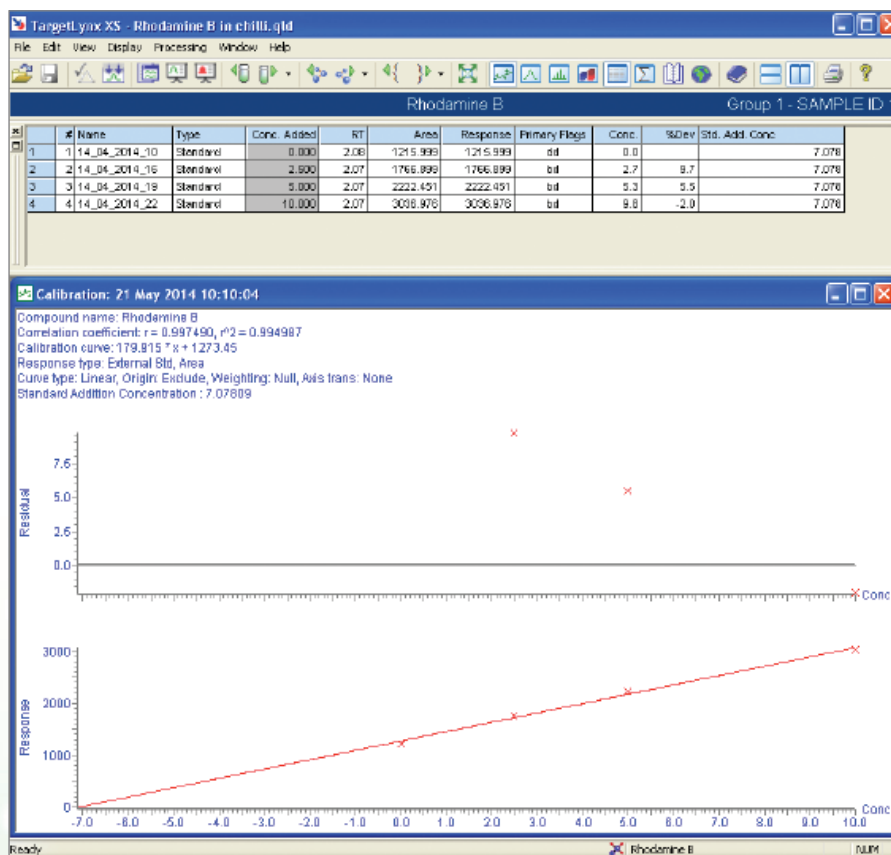 TargetLynx XS - Rhodamine B in chilli.qld
File Edit View Display Processing Window Help
Rhodamine B Group 1 - SAMPLE ID 1
# Name Type Conc. Added RT Area Response Primary Flags Conc. %Dev Std. Add. Conc
1 1 14_04_2014_10 Standard 0.000 2.08 1215.999 1215.999 dd 0.0 7.078
2 2 14_04_2014_16 Standard 2.500 2.07 1766.899 1766.899 bd 2.7 9.7 7.078
3 3 14_04_2014_19 Standard 5.000 2.07 2222.451 2222.451 bd 5.3 5.5 7.078
4 4 14_04_2014_22 Standard 10.000 2.07 3036.976 3036.976 bd 9.8 -2.0 7.078
Calibration: 21 May 2014 10:10:04
Compound name: Rhodamine B
Correlation coefficient: r = 0.997490, r^2 = 0.994987
Calibration curve: 179.915 * x + 1273.45
Response type: External Std, Area
Curve type: Linear, Origin: Exclude, Weighting: Null, Axis trans: None
Standard Addition Concentration : 7.07809
Residual
7.5
5.0
2.5
0.0
Conc
Response
3000
2000
1000
0
Conc
-7.0 -6.0 -5.0 -4.0 -3.0 -2.0 -1.0 0.0 1.0 2.0 3.0 4.0 5.0 6.0 7.0 8.0 9.0 10.0
Ready Rhodamine B NUM